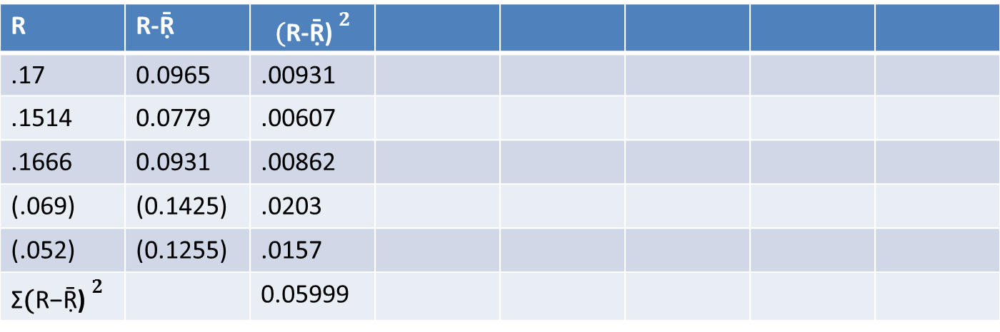 R R-Ṝ (R-Ṝ) ²
.17 0.0965 .00931
.1514 0.0779 .00607
.1666 0.0931 .00862
(.069) (0.1425) .0203
(.052) (0.1255) .0157
Σ(R–Ṝ) ² 0.05999